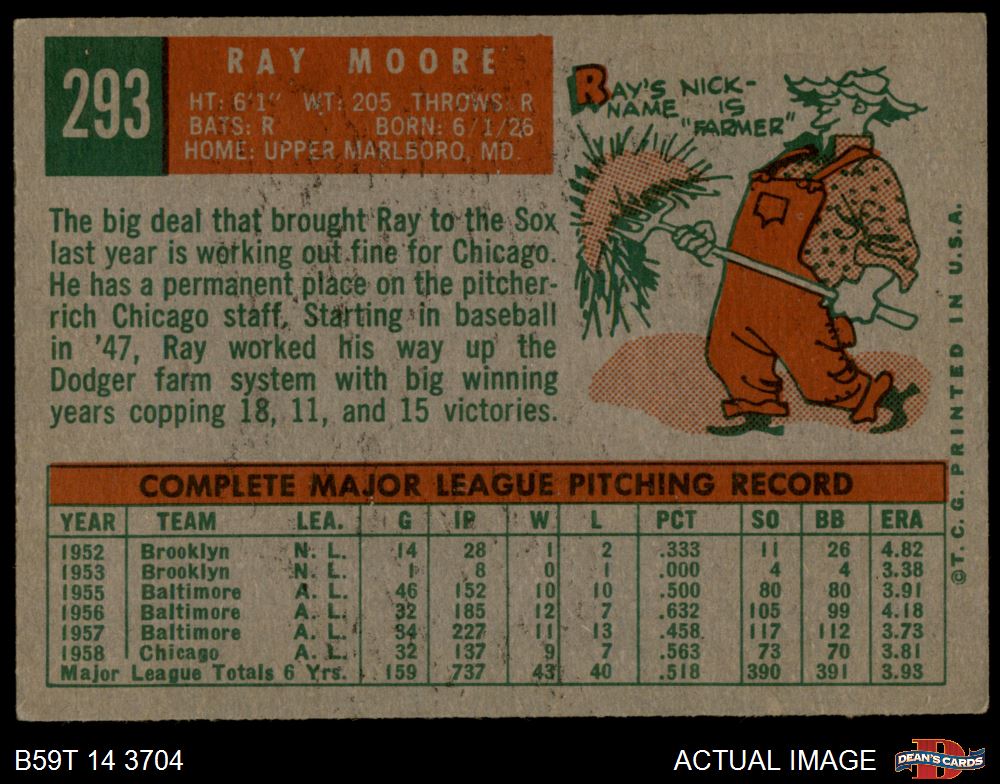 293
RAY MOORE
HT: 6'1" WT: 205 THROWS: R
BATS: R BORN: 6/1/26
HOME: UPPER MARLBORO, MD.
RAY'S NICK-
NAME IS
"FARMER"
The big deal that brought Ray to the Sox
last year is working out fine for Chicago.
He has a permanent place on the pitcher-
rich Chicago staff. Starting in baseball
in '47, Ray worked his way up the
Dodger farm system with big winning
years copping 18, 11, and 15 victories.
COMPLETE MAJOR LEAGUE PITCHING RECORD
YEAR TEAM LEA. G IP W L PCT SO BB ERA
1952 Brooklyn N. L. 14 28 1 2 .333 11 26 4.82
1953 Brooklyn N. L. 1 8 0 1 .000 4 4 3.38
1955 Baltimore A. L. 46 152 10 10 .500 80 80 3.91
1956 Baltimore A. L. 32 185 12 7 .632 105 99 4.18
1957 Baltimore A. L. 34 227 11 13 .458 117 112 3.73
1958 Chicago A. L. 32 137 9 7 .563 73 70 3.81
Major League Totals 6 Yrs. 159 737 43 40 .518 390 391 3.93
©T. C. G. PRINTED IN U.S.A.
B59T 14 3704
ACTUAL IMAGE
D
DEAN'S CARDS